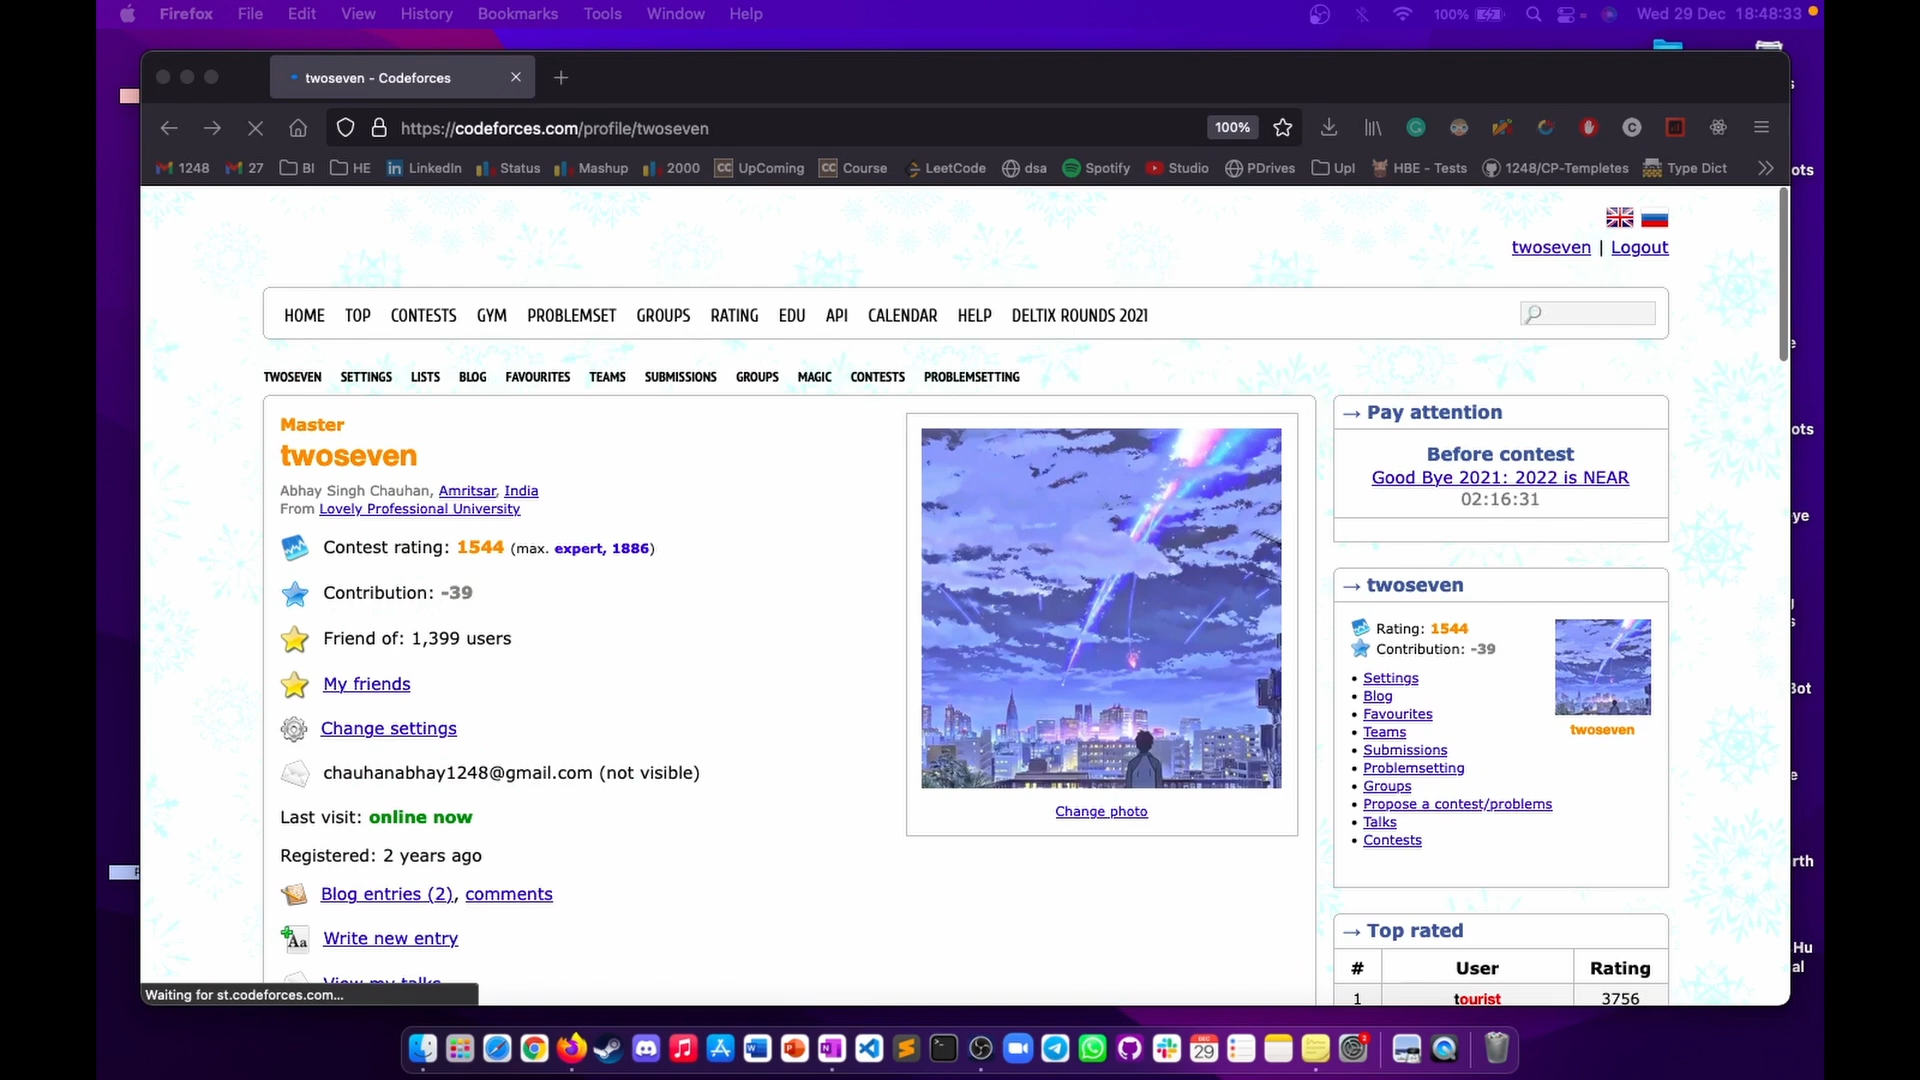 Firefox File Edit View History Bookmarks Tools Window Help 100% Wed 29 Dec 18:48:33
twoseven - Codeforces
https://codeforces.com/profile/twoseven 100%
1248 27 BI HE LinkedIn Status Mashup 2000 UpComing Course LeetCode dsa Spotify Studio PDrives UpI HBE - Tests 1248/CP-Templetes Type Dict
twoseven | Logout
HOME TOP CONTESTS GYM PROBLEMSET GROUPS RATING EDU API CALENDAR HELP DELTIX ROUNDS 2021
TWOSEVEN SETTINGS LISTS BLOG FAVOURITES TEAMS SUBMISSIONS GROUPS MAGIC CONTESTS PROBLEMSETTING
Master
twoseven
Abhay Singh Chauhan, Amritsar, India
From Lovely Professional University
Contest rating: 1544 (max. expert, 1886)
Contribution: -39
Friend of: 1,399 users
My friends
Change settings
chauhanabhay1248@gmail.com (not visible)
Last visit: online now
Registered: 2 years ago
Blog entries (2), comments
Write new entry
View my talks
Change photo
→ Pay attention
Before contest
Good Bye 2021: 2022 is NEAR
02:16:31
→ twoseven
Rating: 1544
Contribution: -39
Settings
Blog
Favourites
Teams
Submissions
Problemsetting
Groups
Propose a contest/problems
Talks
Contests
twoseven
→ Top rated
# User Rating
1 tourist 3756
Waiting for st.codeforces.com...
DEC
29
2